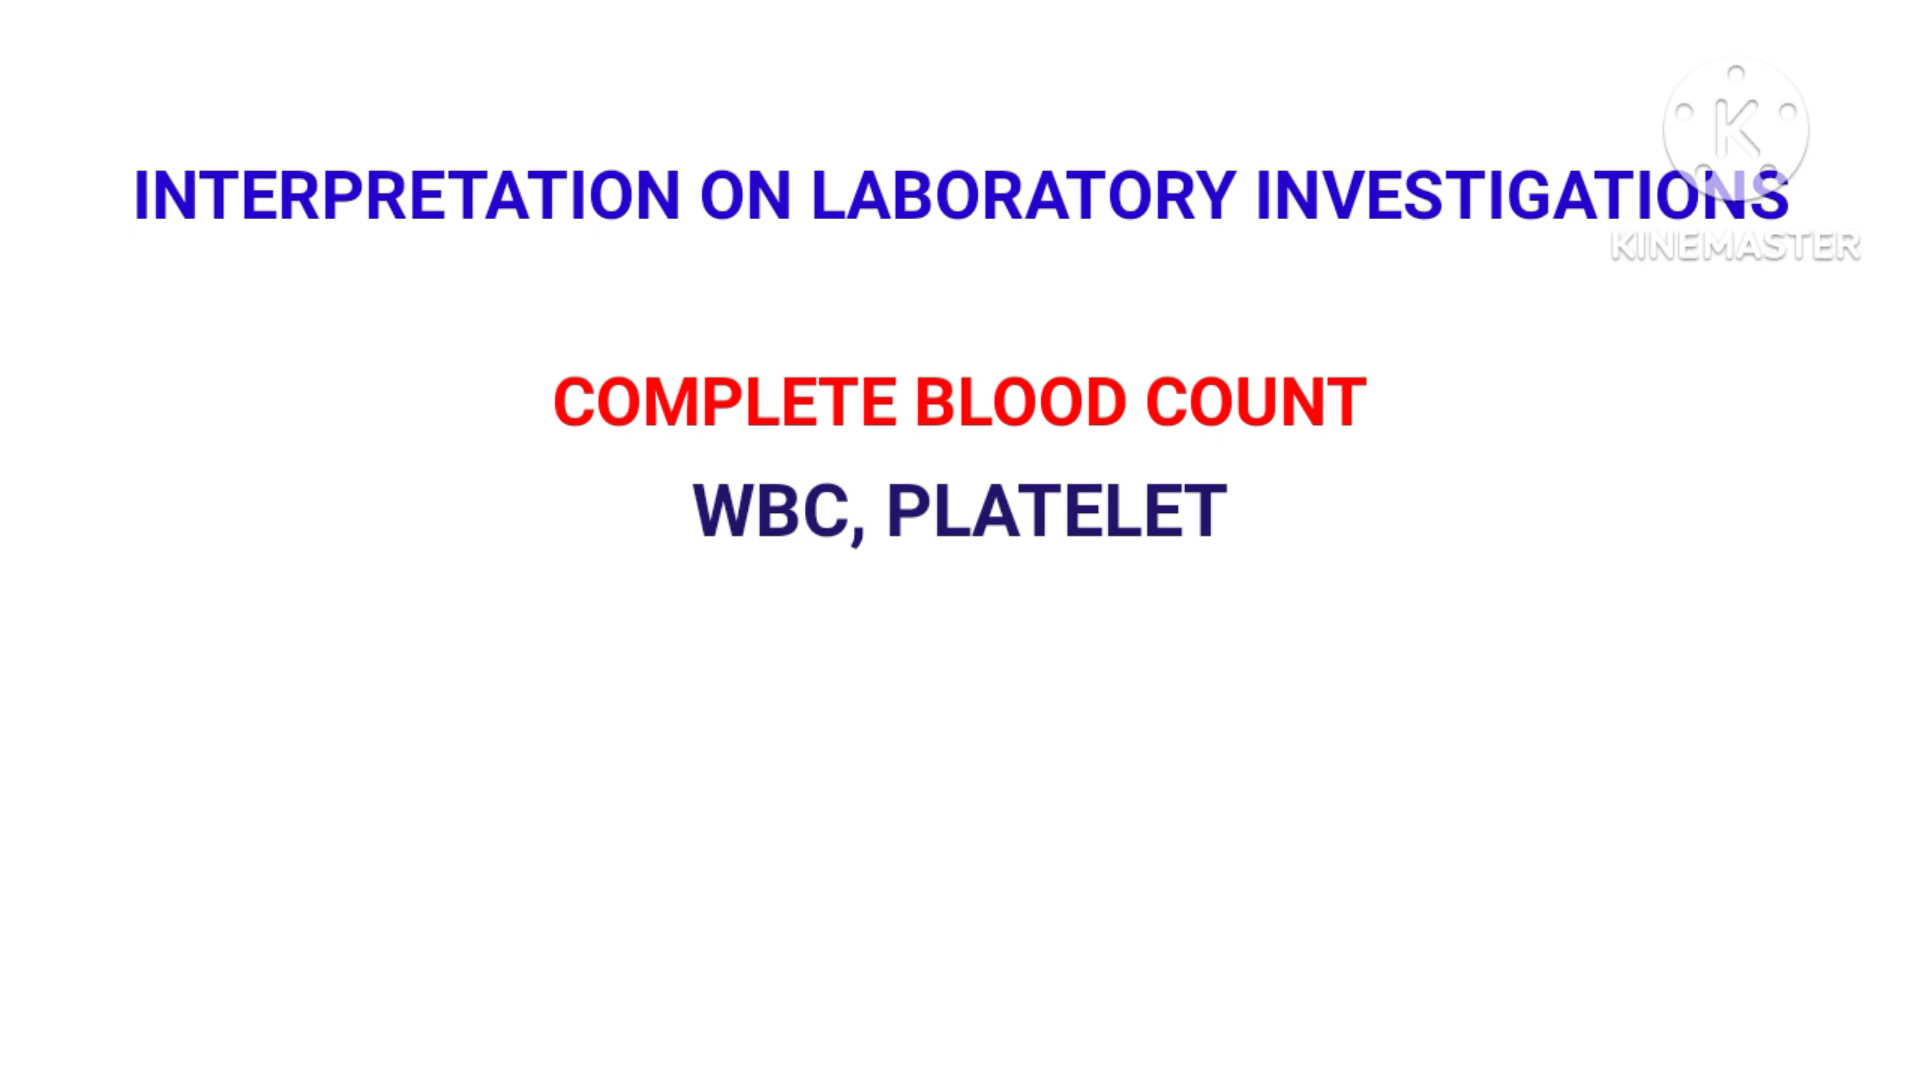 INTERPRETATION ON LABORATORY INVESTIGATIONS
K
KINEMASTER
COMPLETE BLOOD COUNT
WBC, PLATELET